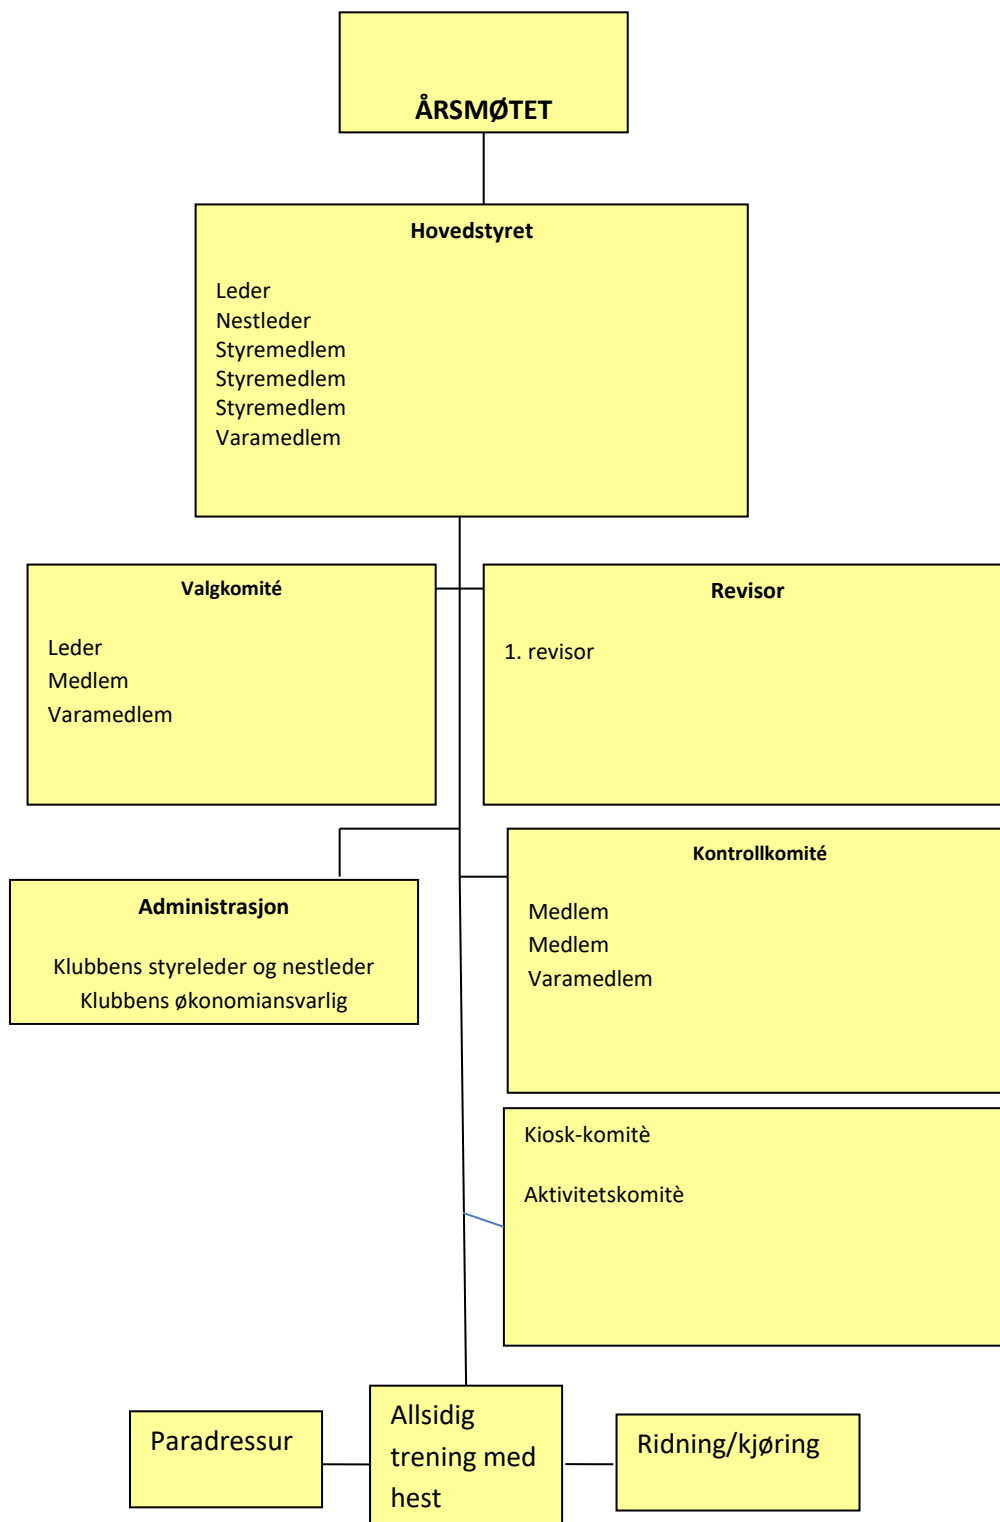 ÅRSMØTET
Hovedstyret
Leder
Nestleder
Styremedlem
Styremedlem
Styremedlem
Varamedlem
Valgkomité
Leder
Medlem
Varamedlem
Revisor
1. revisor
Administrasjon
Klubbens styreleder og nestleder
Klubbens økonomiansvarlig
Kontrollkomité
Medlem
Medlem
Varamedlem
Kiosk-komitè
Aktivitetskomitè
Paradressur
Allsidig
trening med
hest
Ridning/kjøring